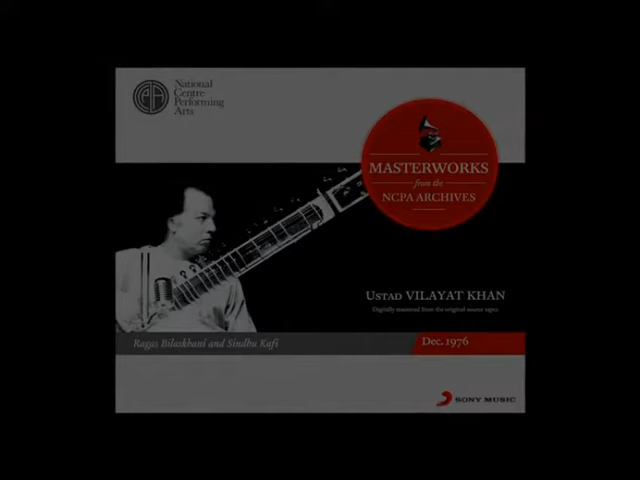 National
Centre
Performing
Arts
MASTERWORKS
from the
NCPA ARCHIVES
USTAD VILAYAT KHAN
Digitally mastered from the original source tapes
Ragas Bilaskhani and Sindhu Kafi
Dec. 1976
SONY MUSIC